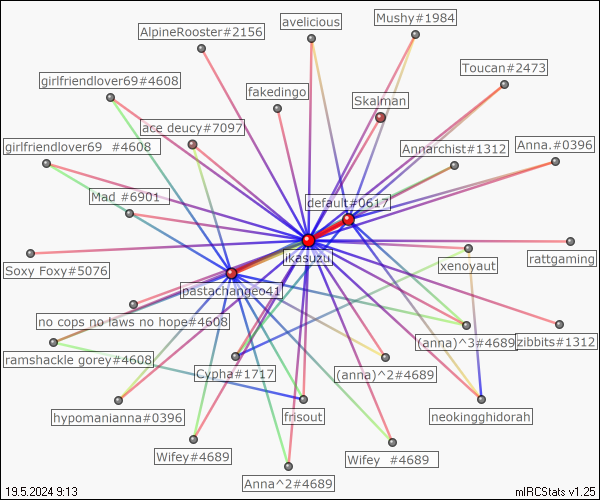 avelicious
Mushy#1984
AlpineRooster#2156
Toucan#2473
girlfriendlover69#4608
fakedingo
Skalman
ace deucy#7097
girlfriendlover69 #4608
Annarchist#1312
Anna.#0396
Mad #6901
default#0617
ikasuzu
rattgaming
Soxy Foxy#5076
xenoyaut
pastachangeo41
no cops no laws no hope#4608
(anna)^3#4689
zibbits#1312
ramshackle gorey#4608
Cypha#1717
(anna)^2#4689
hypomanianna#0396
frisout
neokingghidorah
Wifey#4689
Wifey #4689
Anna^2#4689
19.5.2024 9:13
mIRCStats v1.25